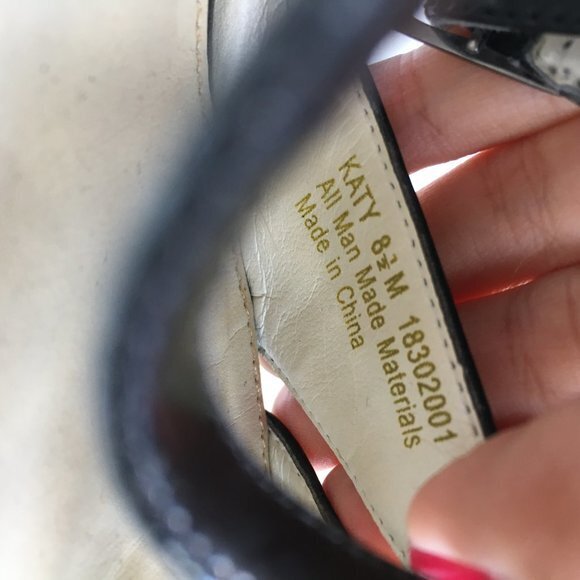 KATY 8½M 18302001
All Man Made Materials
Made in China